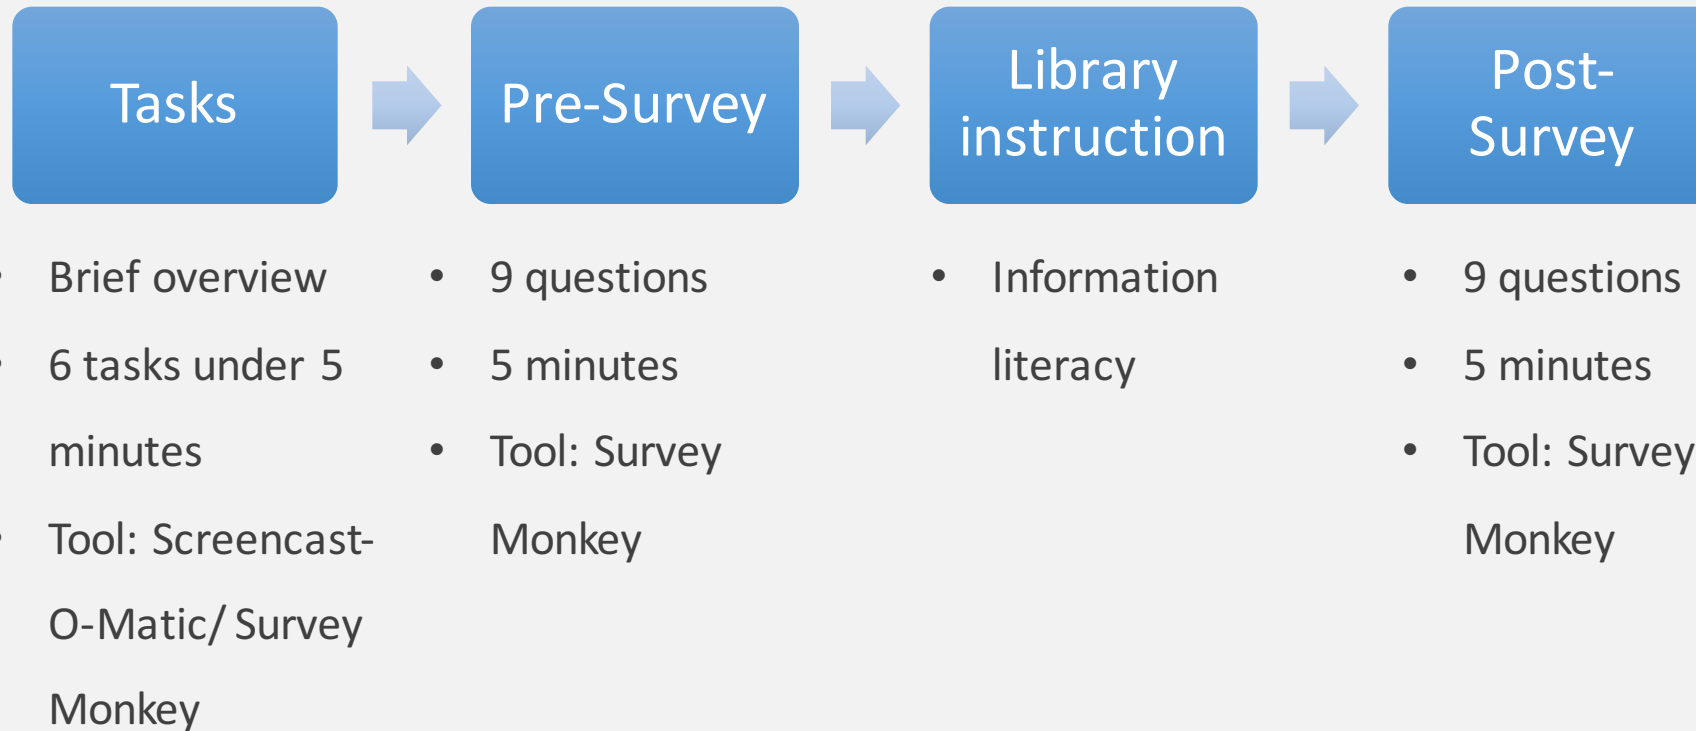 Tasks
Pre-Survey
Library
instruction
Post-
Survey
• Brief overview
• 6 tasks under 5
minutes
• Tool: Screencast-
O-Matic/ Survey
Monkey
• 9 questions
• 5 minutes
• Tool: Survey
Monkey
• Information
literacy
• 9 questions
• 5 minutes
• Tool: Survey
Monkey